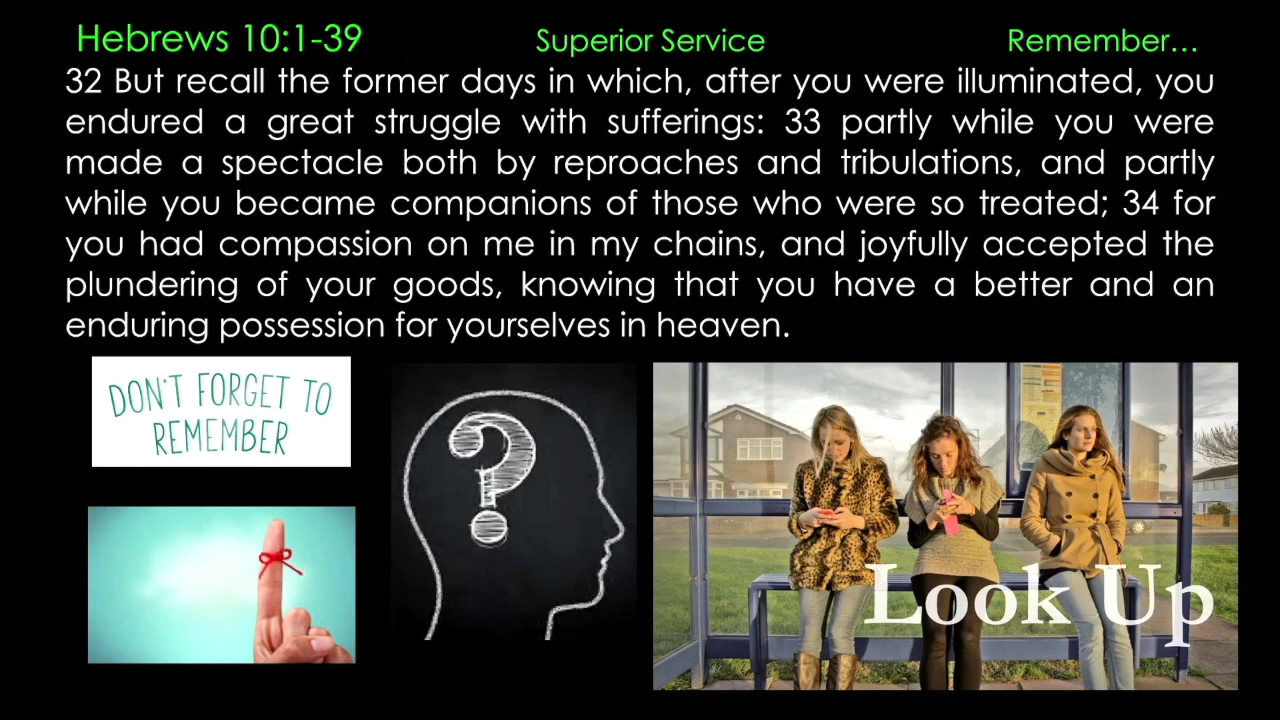 Hebrews 10:1-39 Superior Service Remember…
32 But recall the former days in which, after you were illuminated, you
endured a great struggle with sufferings: 33 partly while you were
made a spectacle both by reproaches and tribulations, and partly
while you became companions of those who were so treated; 34 for
you had compassion on me in my chains, and joyfully accepted the
plundering of your goods, knowing that you have a better and an
enduring possession for yourselves in heaven.
DON'T FORGET TO
REMEMBER
?
Look Up